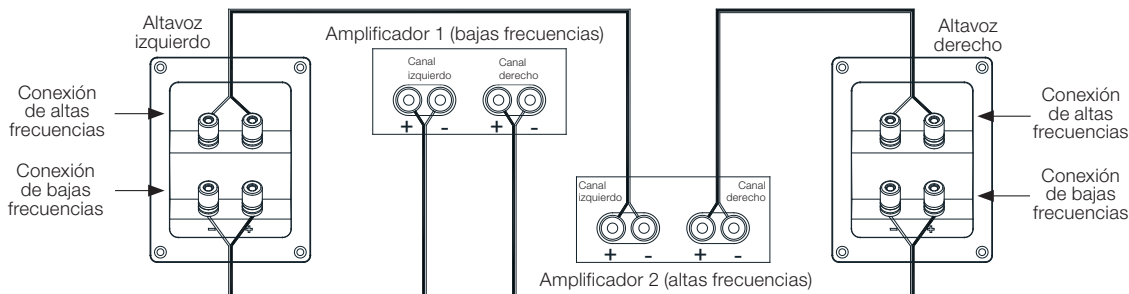 Altavoz
izquierdo
Amplificador 1 (bajas frecuencias)
Altavoz
derecho
Canal
izquierdo
Canal
derecho
+ - + -
Conexión
de altas
frecuencias
Conexión
de altas
frecuencias
Conexión
de bajas
frecuencias
Conexión
de bajas
frecuencias
Canal
izquierdo
Canal
derecho
- +
+ - + -
- +
Amplificador 2 (altas frecuencias)